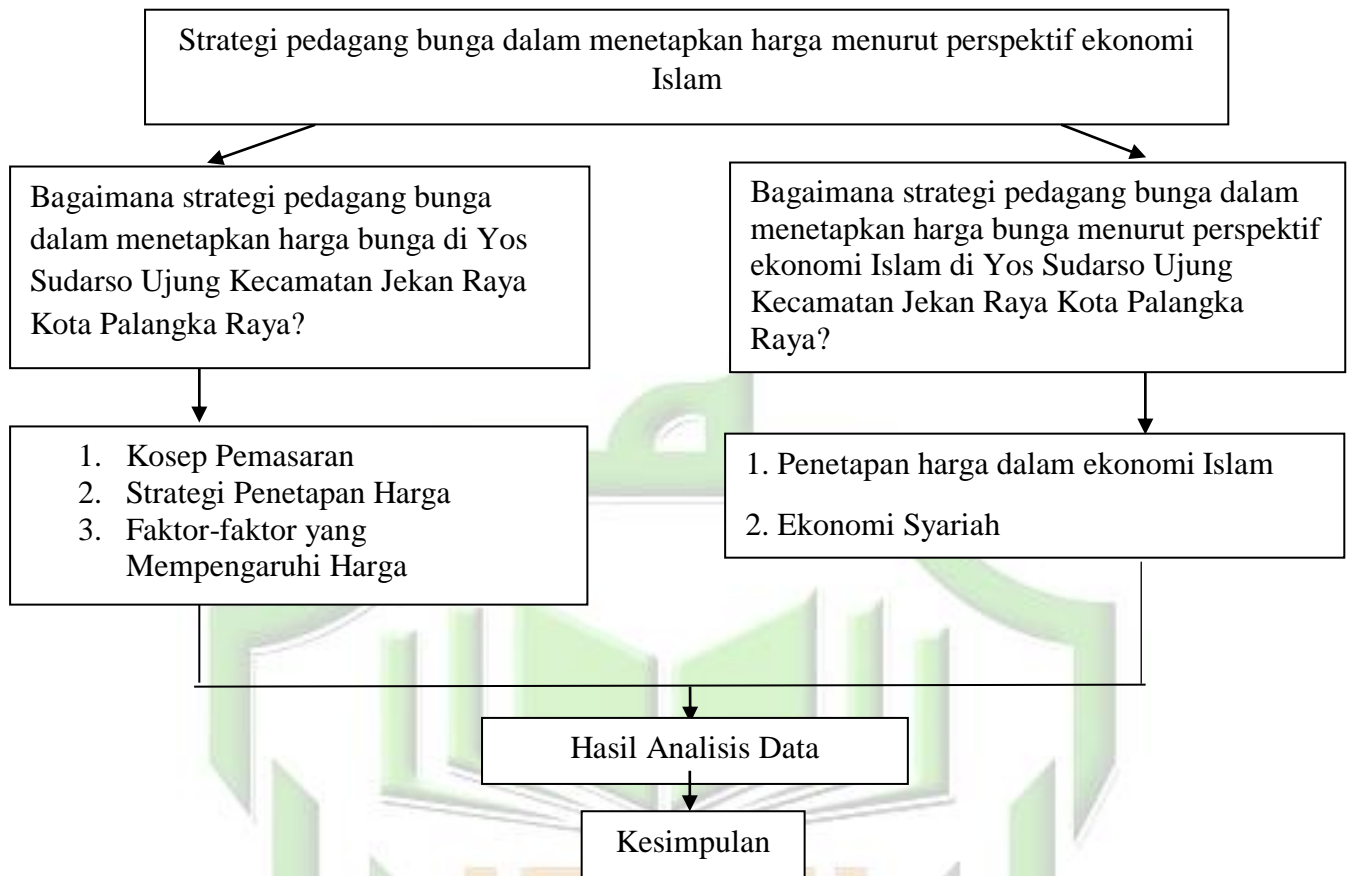 Strategi pedagang bunga dalam menetapkan harga menurut perspektif ekonomi
Islam
Bagaimana strategi pedagang bunga
dalam menetapkan harga bunga di Yos
Sudarso Ujung Kecamatan Jekan Raya
Kota Palangka Raya?
Bagaimana strategi pedagang bunga dalam
menetapkan harga bunga menurut perspektif
ekonomi Islam di Yos Sudarso Ujung
Kecamatan Jekan Raya Kota Palangka
Raya?
1. Kosep Pemasaran
2. Strategi Penetapan Harga
3. Faktor-faktor yang
Mempengaruhi Harga
1. Penetapan harga dalam ekonomi Islam
2. Ekonomi Syariah
Hasil Analisis Data
Kesimpulan